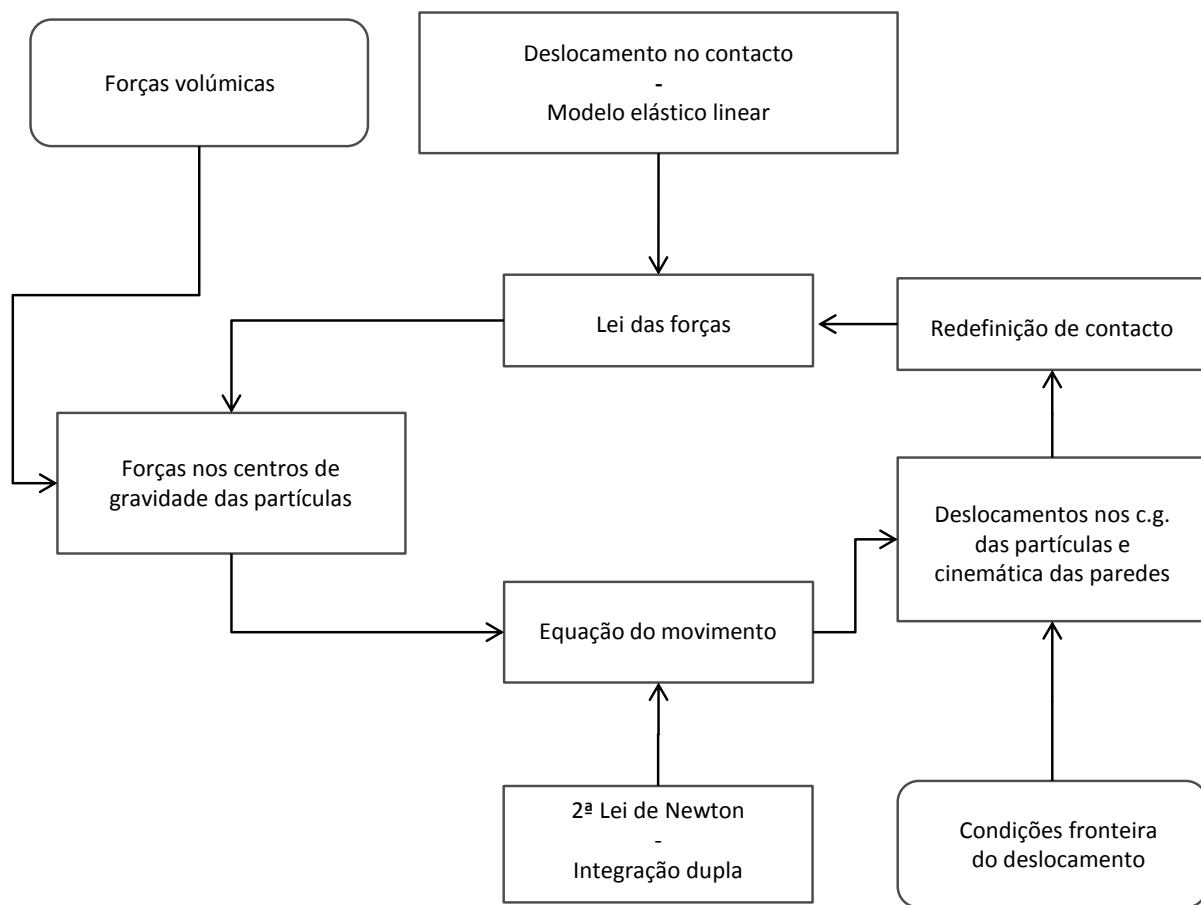 Forças volúmicas
Deslocamento no contacto
-
Modelo elástico linear
Lei das forças
Redefinição de contacto
Forças nos centros de
gravidade das partículas
Deslocamentos nos c.g.
das partículas e
cinemática das paredes
Equação do movimento
2ª Lei de Newton
-
Integração dupla
Condições fronteira
do deslocamento